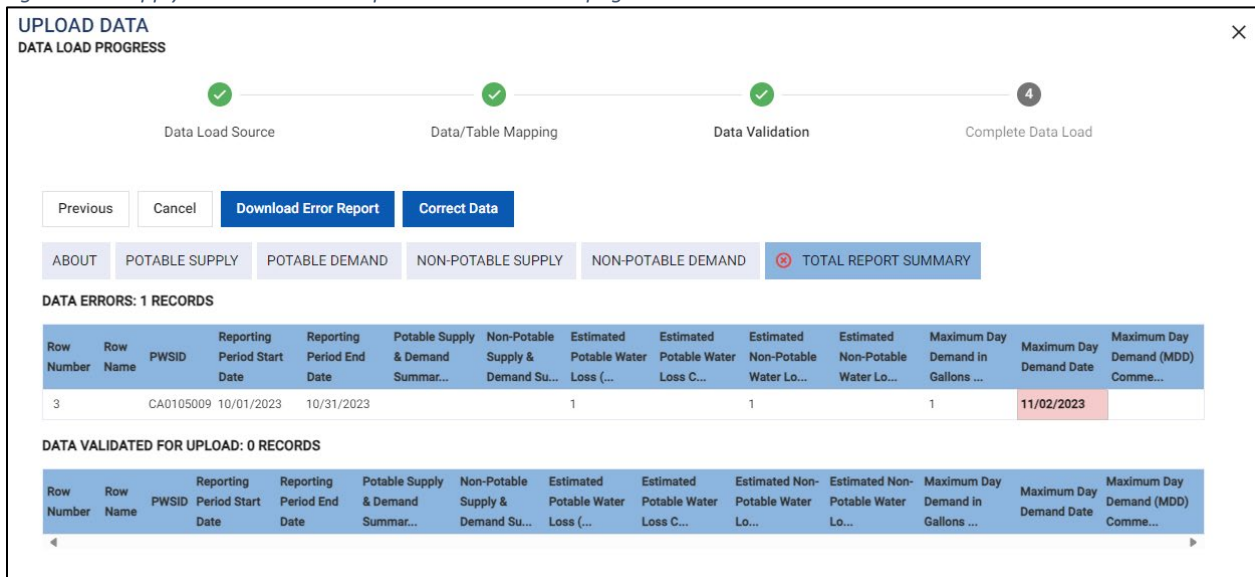 UPLOAD DATA
DATA LOAD PROGRESS
4
Data Load Source Data/Table Mapping Data Validation Complete Data Load
Previous Cancel Download Error Report Correct Data
ABOUT POTABLE SUPPLY POTABLE DEMAND NON-POTABLE SUPPLY NON-POTABLE DEMAND TOTAL REPORT SUMMARY
DATA ERRORS: 1 RECORDS
Row Number Row Name PWSID Reporting Period Start Date Reporting Period End Date Potable Supply & Demand Summar... Non-Potable Supply & Demand Su... Estimated Potable Water Loss (... Estimated Potable Water Loss C... Estimated Non-Potable Water Lo... Estimated Non-Potable Water Lo... Maximum Day Demand in Gallons ... Maximum Day Demand Date Maximum Day Demand (MDD) Comme...
3 CA0105009 10/01/2023 10/31/2023 1 1 1 11/02/2023
DATA VALIDATED FOR UPLOAD: 0 RECORDS
Row Number Row Name PWSID Reporting Period Start Date Reporting Period End Date Potable Supply & Demand Summar... Non-Potable Supply & Demand Su... Estimated Potable Water Loss (... Estimated Potable Water Loss C... Estimated Non-Potable Water Lo... Estimated Non-Potable Water Lo... Maximum Day Demand in Gallons ... Maximum Day Demand Date Maximum Day Demand (MDD) Comme...